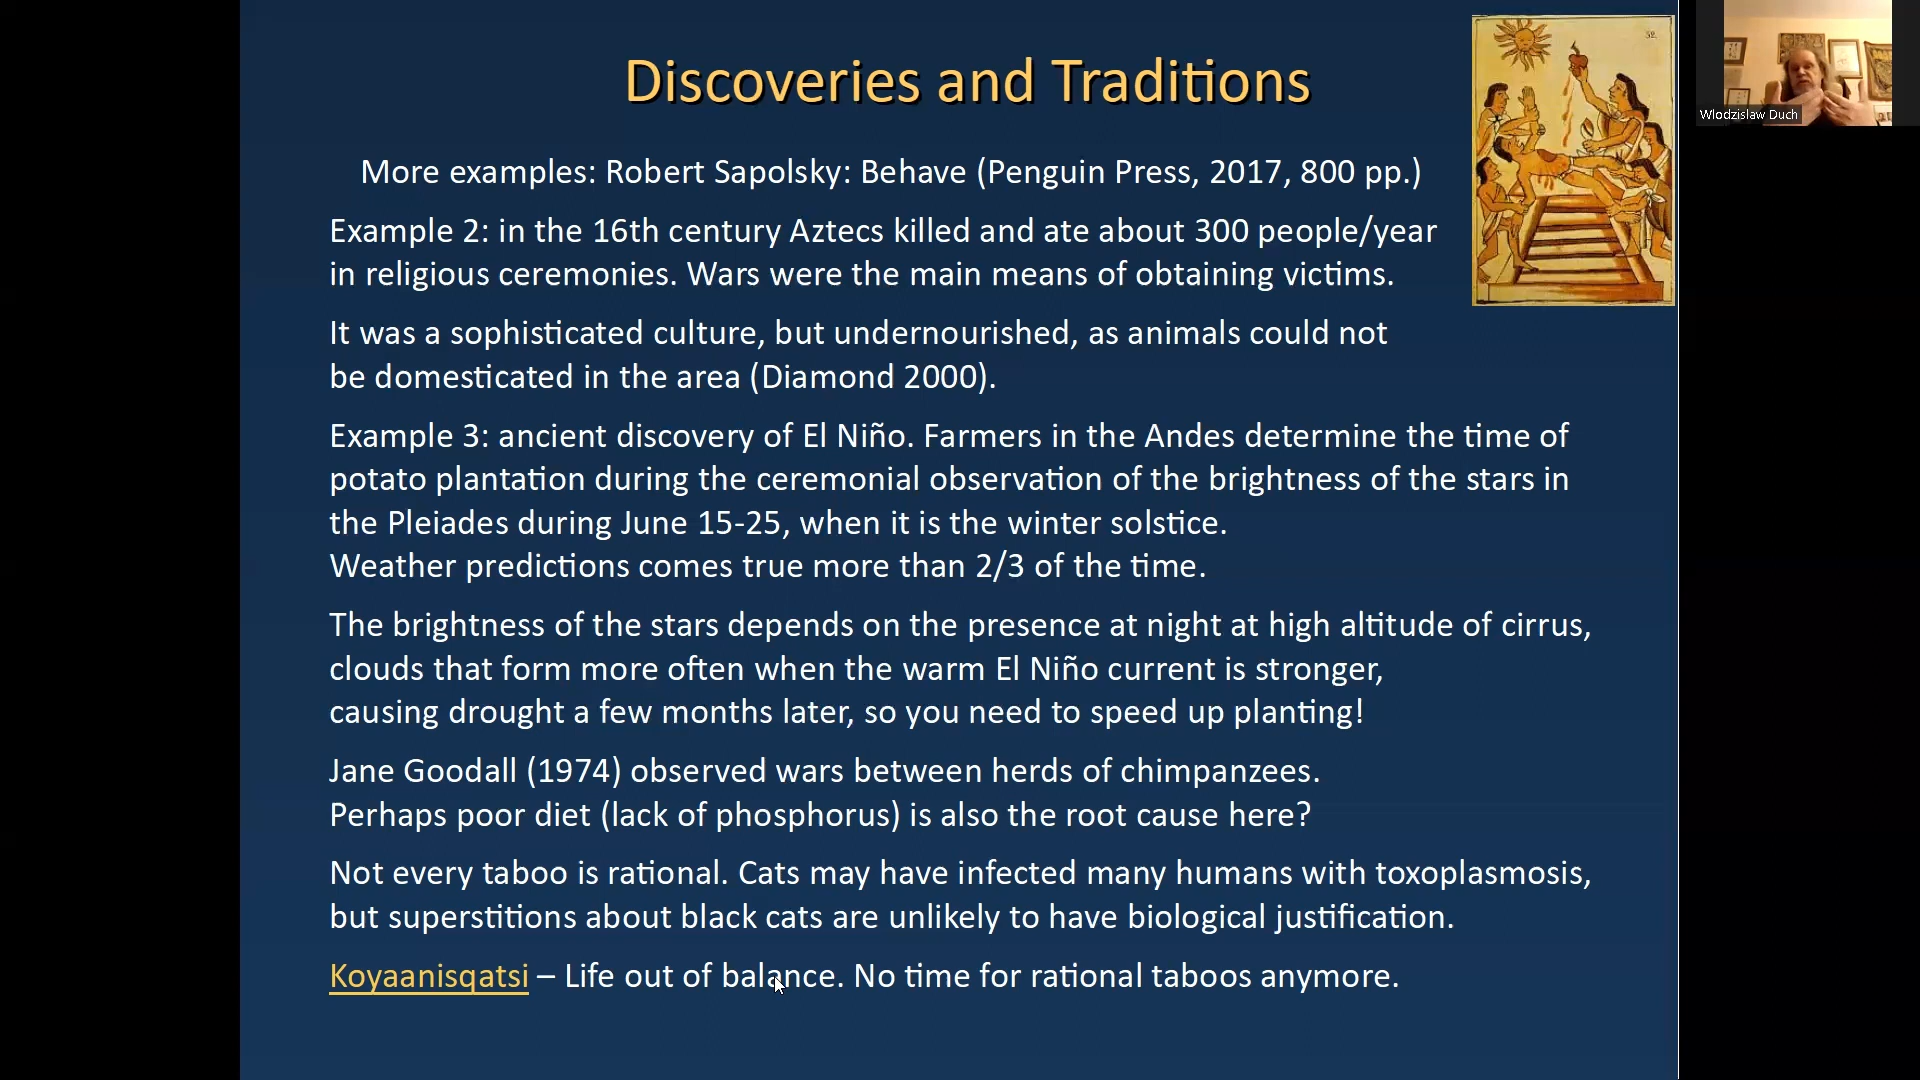 Discoveries and Traditions
More examples: Robert Sapolsky: Behave (Penguin Press, 2017, 800 pp.)
Example 2: in the 16th century Aztecs killed and ate about 300 people/year
in religious ceremonies. Wars were the main means of obtaining victims.
It was a sophisticated culture, but undernourished, as animals could not
be domesticated in the area (Diamond 2000).
Example 3: ancient discovery of El Niño. Farmers in the Andes determine the time of
potato plantation during the ceremonial observation of the brightness of the stars in
the Pleiades during June 15-25, when it is the winter solstice.
Weather predictions comes true more than 2/3 of the time.
The brightness of the stars depends on the presence at night at high altitude of cirrus,
clouds that form more often when the warm El Niño current is stronger,
causing drought a few months later, so you need to speed up planting!
Jane Goodall (1974) observed wars between herds of chimpanzees.
Perhaps poor diet (lack of phosphorus) is also the root cause here?
Not every taboo is rational. Cats may have infected many humans with toxoplasmosis,
but superstitions about black cats are unlikely to have biological justification.
Koyaanisqatsi – Life out of balance. No time for rational taboos anymore.
Wlodzislaw Duch